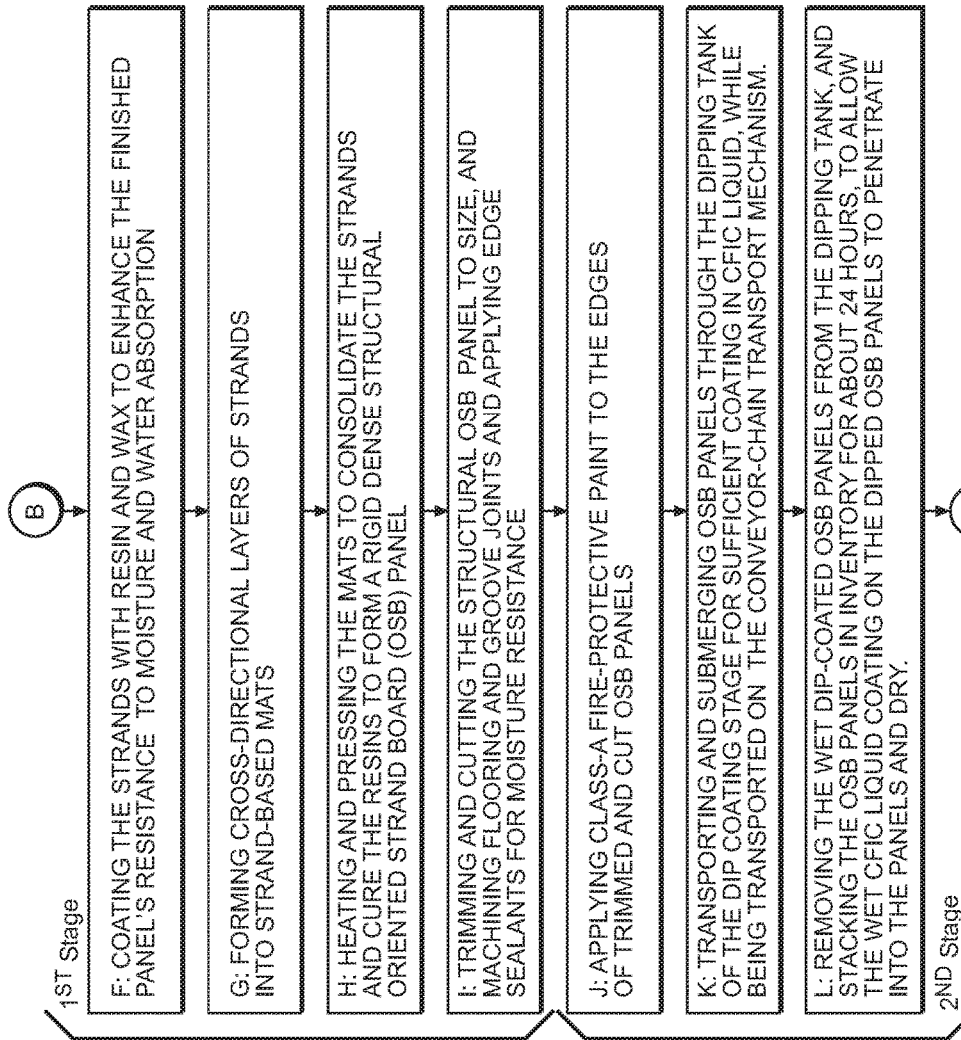 B
1ST Stage
F: COATING THE STRANDS WITH RESIN AND WAX TO ENHANCE THE FINISHED
PANEL'S RESISTANCE TO MOISTURE AND WATER ABSORPTION
G: FORMING CROSS-DIRECTIONAL LAYERS OF STRANDS
INTO STRAND-BASED MATS
H: HEATING AND PRESSING THE MATS TO CONSOLIDATE THE STRANDS
AND CURE THE RESINS TO FORM A RIGID DENSE STRUCTURAL
ORIENTED STRAND BOARD (OSB) PANEL
I: TRIMMING AND CUTTING THE STRUCTURAL OSB PANEL TO SIZE, AND
MACHINING FLOORING AND GROOVE JOINTS AND APPLYING EDGE
SEALANTS FOR MOISTURE RESISTANCE
J: APPLYING CLASS-A FIRE-PROTECTIVE PAINT TO THE EDGES
OF TRIMMED AND CUT OSB PANELS
K: TRANSPORTING AND SUBMERGING OSB PANELS THROUGH THE DIPPING TANK
OF THE DIP COATING STAGE FOR SUFFICIENT COATING IN CFIC LIQUID, WHILE
BEING TRANSPORTED ON THE CONVEYOR-CHAIN TRANSPORT MECHANISM.
L: REMOVING THE WET DIP-COATED OSB PANELS FROM THE DIPPING TANK, AND
STACKING THE OSB PANELS IN INVENTORY FOR ABOUT 24 HOURS, TO ALLOW
THE WET CFIC LIQUID COATING ON THE DIPPED OSB PANELS TO PENETRATE
INTO THE PANELS AND DRY.
2ND Stage